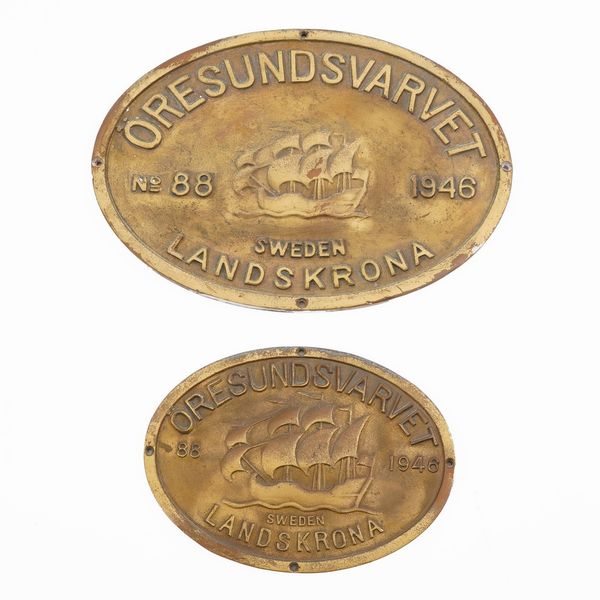 ÖRESUNDSVARVET
No 88 1946
SWEDEN
LANDSKRONA
ÖRESUNDSVARVET
88 1946
SWEDEN
LANDSKRONA